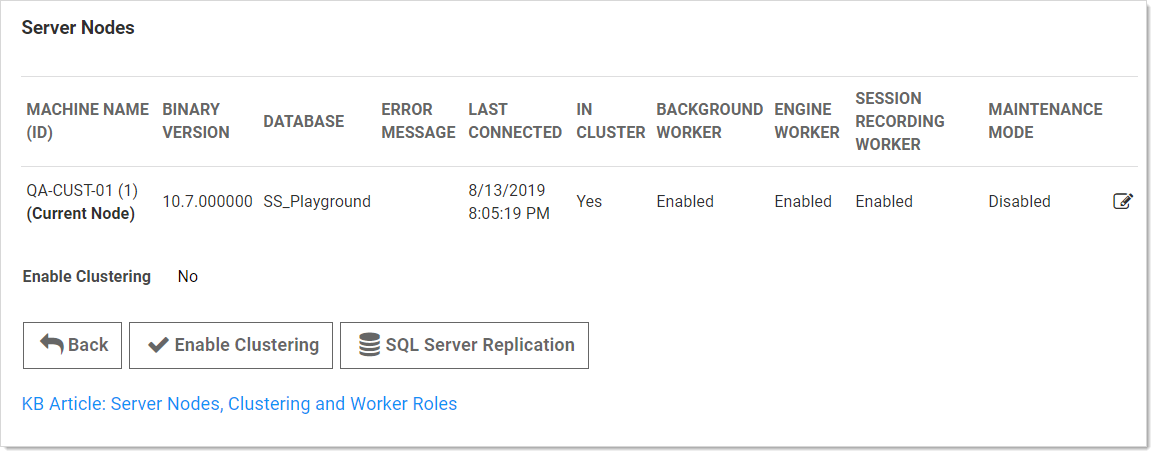 Server Nodes
MACHINE NAME (ID) BINARY VERSION DATABASE ERROR MESSAGE LAST CONNECTED IN CLUSTER BACKGROUND WORKER ENGINE WORKER SESSION RECORDING WORKER MAINTENANCE MODE
QA-CUST-01 (1) (Current Node) 10.7.000000 SS_Playground 8/13/2019 8:05:19 PM Yes Enabled Enabled Enabled Disabled
Enable Clustering No
Back Enable Clustering SQL Server Replication
KB Article: Server Nodes, Clustering and Worker Roles